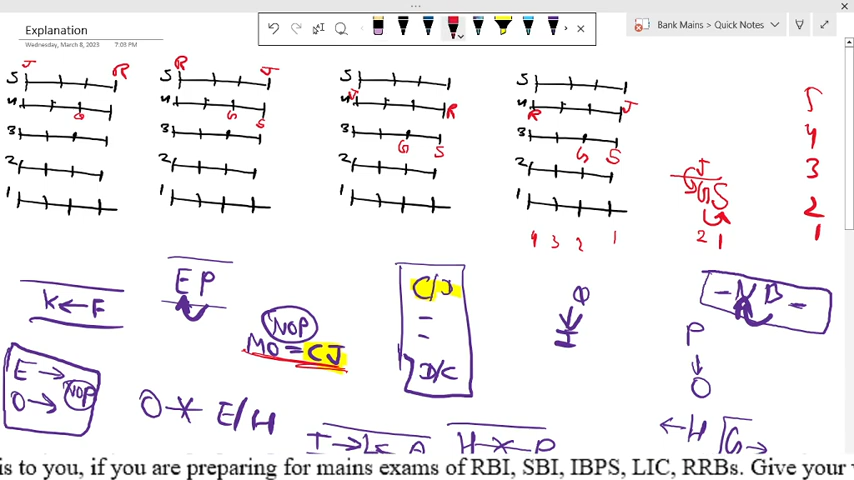 Explanation
Wednesday, March 8, 2023 7:03 PM
Bank Mains > Quick Notes
J R R J
5 5 5 5
4 G 4 G S 4 N R 4 R J
3 3 3 G S 3 G S
2 2 2 2
1 1 1 1
4 3 2 1
J
G S
2 1
5
4
3
2
1
K ← F
E P
NOP
MO = CJ
C/J
D/C
I
- N B -
P
O
E → NOP
O →
O E/H
← H G →
is to you, if you are preparing for mains exams of RBI, SBI, IBPS, LIC, RRBs. Give your